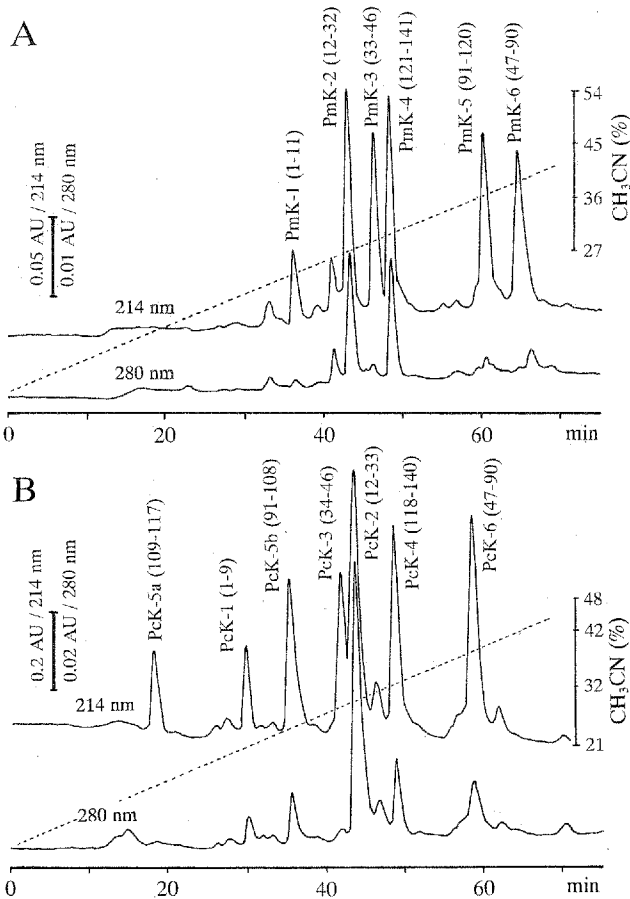 A
PmK-1 (1-11)
PmK-2 (12-32)
PmK-3 (33-46)
PmK-4 (121-141)
PmK-5 (91-120)
PmK-6 (47-90)
0.05 AU / 214 nm
0.01 AU / 280 nm
54
45
36
27
CH₃CN (%)
214 nm
280 nm
0
20
40
60
min
B
PcK-5a (109-117)
PcK-1 (1-9)
PcK-5b (91-108)
PcK-3 (34-46)
PcK-2 (12-33)
PcK-4 (118-140)
PcK-6 (47-90)
0.2 AU / 214 nm
0.02 AU / 280 nm
48
42
32
21
CH₃CN (%)
214 nm
280 nm
0
20
40
60
min